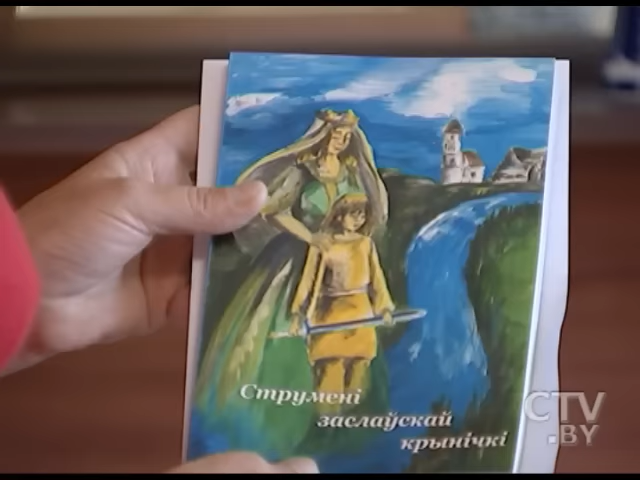 Струмені
заслаўскай
крынічкі
CTV
.BY